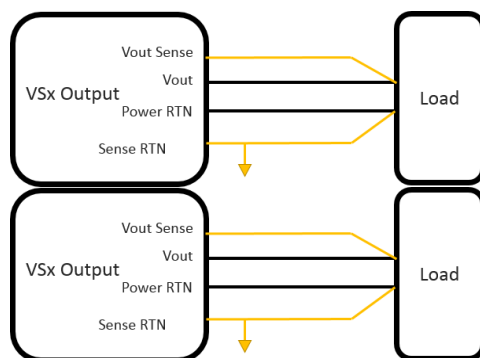 Vout Sense
Vout
VSx Output
Power RTN
Load
Sense RTN
Vout Sense
Vout
VSx Output
Power RTN
Load
Sense RTN